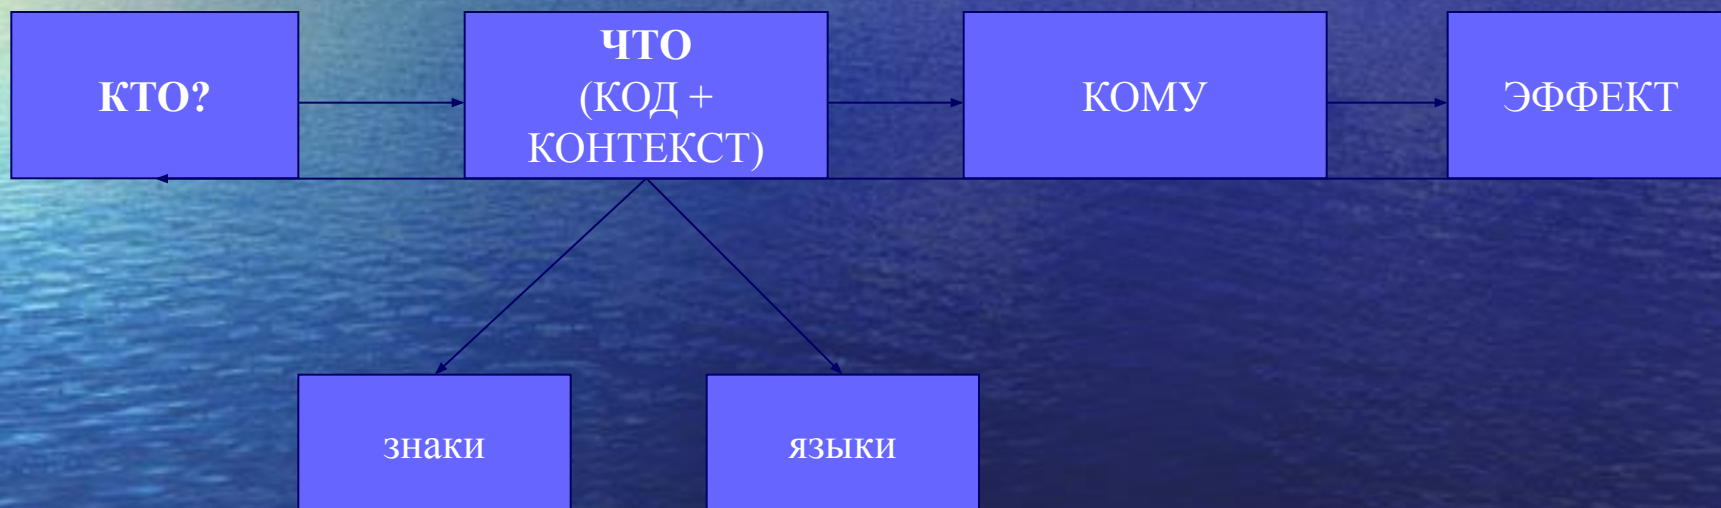 КТО?
ЧТО
(КОД +
КОНТЕКСТ)
КОМУ
ЭФФЕКТ
знаки
языки